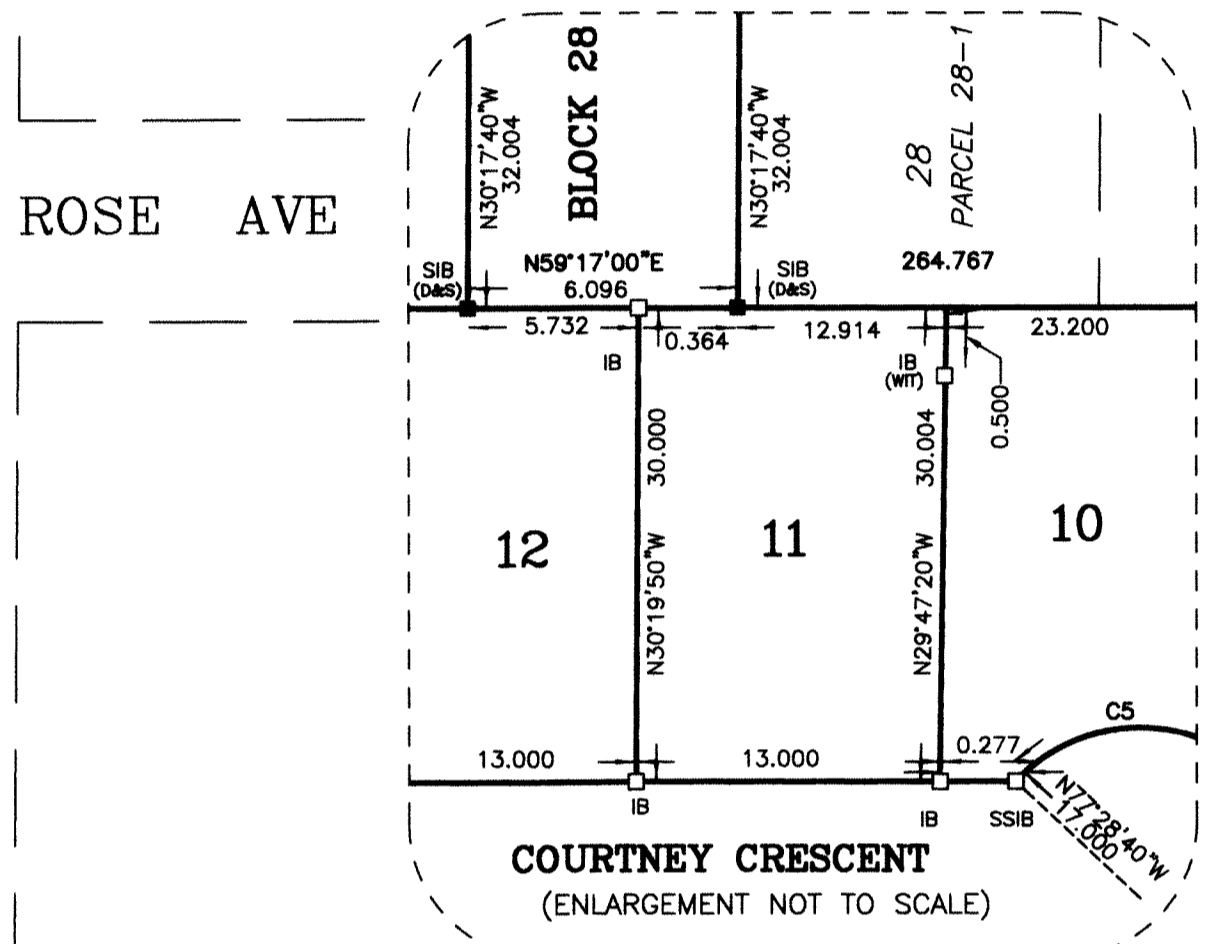 BLOCK 28
N30°17'40"W
32.004
N30°17'40"W
32.004
28
PARCEL 28-1
ROSE AVE
SIB
(D&S)
N59°17'00"E
6.096
SIB
(D&S)
264.767
5.732
0.364
12.914
23.200
IB
IB
(WIT)
0.500
30.000
30.004
12
11
10
N30°19'50"W
N29°47'20"W
C5
13.000
13.000
0.277
IB
IB
SSIB
N77°28'40"W
17.000
COURTNEY CRESCENT
(ENLARGEMENT NOT TO SCALE)